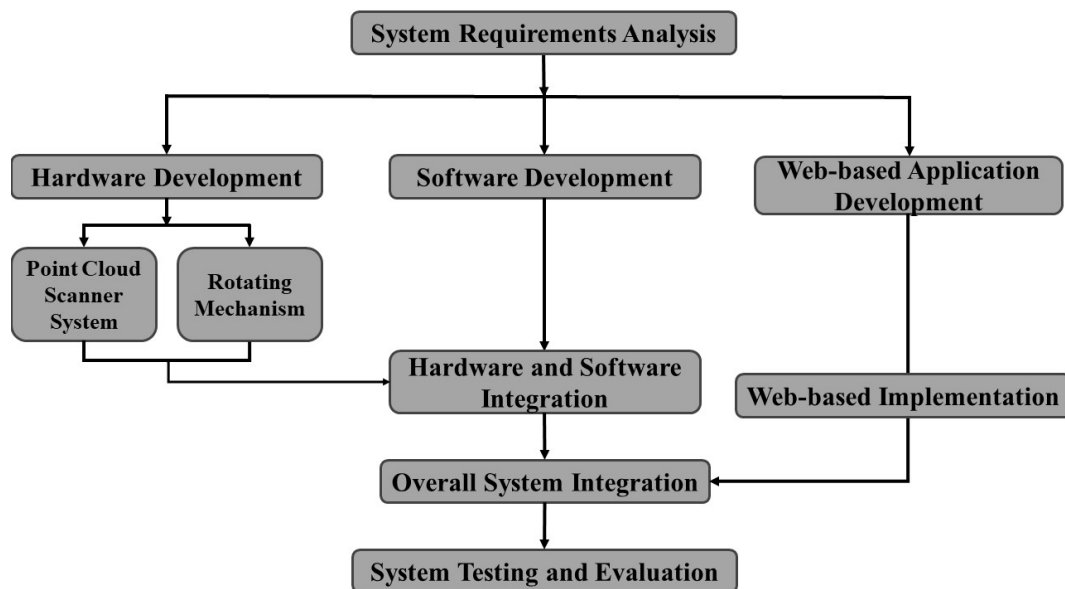 System Requirements Analysis
Hardware Development
Software Development
Web-based Application
Development
Point Cloud
Scanner
System
Rotating
Mechanism
Hardware and Software
Integration
Web-based Implementation
Overall System Integration
System Testing and Evaluation